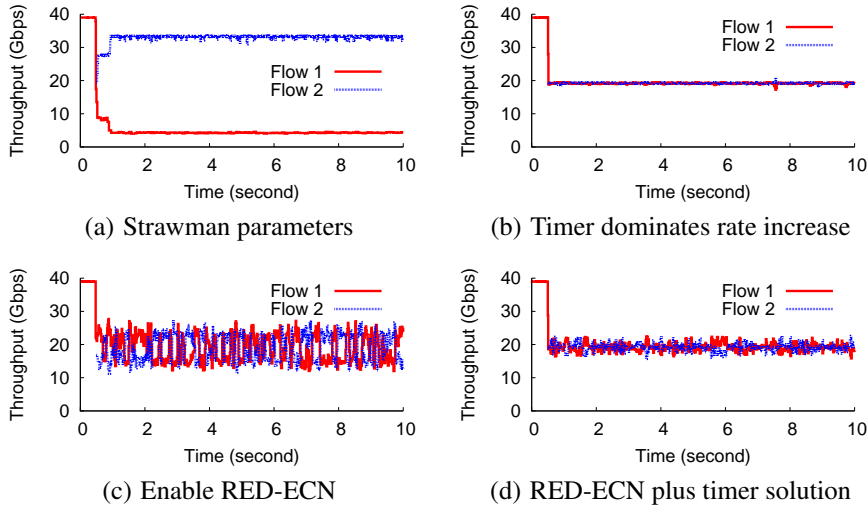 Throughput (Gbps)
40
30
20
10
0
Flow 1
Flow 2
0 2 4 6 8 10
Time (second)
(a) Strawman parameters
Throughput (Gbps)
40
30
20
10
0
Flow 1
Flow 2
0 2 4 6 8 10
Time (second)
(b) Timer dominates rate increase
Throughput (Gbps)
40
30
20
10
0
Flow 1
Flow 2
0 2 4 6 8 10
Time (second)
(c) Enable RED-ECN
Throughput (Gbps)
40
30
20
10
0
Flow 1
Flow 2
0 2 4 6 8 10
Time (second)
(d) RED-ECN plus timer solution